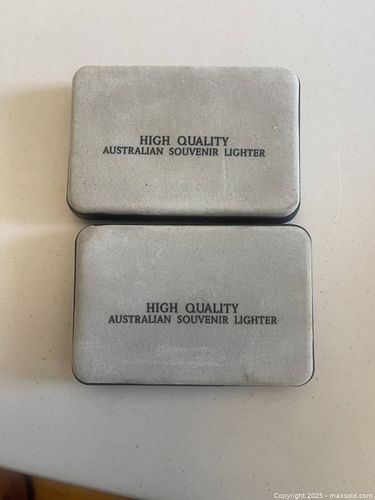 HIGH QUALITY
AUSTRALIAN SOUVENIR LIGHTER
HIGH QUALITY
AUSTRALIAN SOUVENIR LIGHTER
Copyright 2025 - maxsold.com